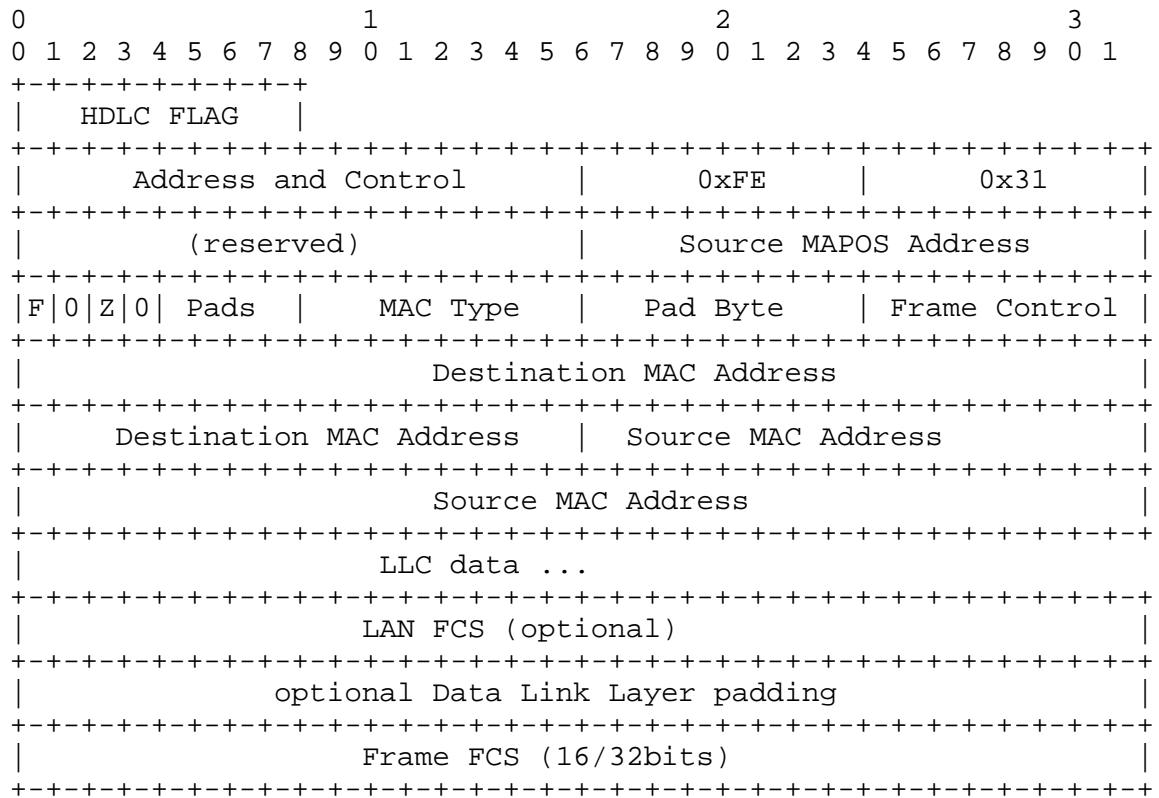 0                   1                   2                   3
0 1 2 3 4 5 6 7 8 9 0 1 2 3 4 5 6 7 8 9 0 1 2 3 4 5 6 7 8 9 0 1
+-+-+-+-+-+-+-+-+
|   HDLC FLAG   |
+-+-+-+-+-+-+-+-+-+-+-+-+-+-+-+-+-+-+-+-+-+-+-+-+-+-+-+-+-+-+-+-+
|      Address and Control      |      0xFE     |      0x31     |
+-+-+-+-+-+-+-+-+-+-+-+-+-+-+-+-+-+-+-+-+-+-+-+-+-+-+-+-+-+-+-+-+
|         (reserved)            |     Source MAPOS Address      |
+-+-+-+-+-+-+-+-+-+-+-+-+-+-+-+-+-+-+-+-+-+-+-+-+-+-+-+-+-+-+-+-+
|F|0|Z|0| Pads  |    MAC Type   |   Pad Byte    | Frame Control |
+-+-+-+-+-+-+-+-+-+-+-+-+-+-+-+-+-+-+-+-+-+-+-+-+-+-+-+-+-+-+-+-+
|                       Destination MAC Address                 |
+-+-+-+-+-+-+-+-+-+-+-+-+-+-+-+-+-+-+-+-+-+-+-+-+-+-+-+-+-+-+-+-+
|     Destination MAC Address   |  Source MAC Address           |
+-+-+-+-+-+-+-+-+-+-+-+-+-+-+-+-+-+-+-+-+-+-+-+-+-+-+-+-+-+-+-+-+
|                       Source MAC Address                      |
+-+-+-+-+-+-+-+-+-+-+-+-+-+-+-+-+-+-+-+-+-+-+-+-+-+-+-+-+-+-+-+-+
|                    LLC data ...
+-+-+-+-+-+-+-+-+-+-+-+-+-+-+-+-+-+-+-+-+-+-+-+-+-+-+-+-+-+-+-+-+
|                   LAN FCS (optional)                          |
+-+-+-+-+-+-+-+-+-+-+-+-+-+-+-+-+-+-+-+-+-+-+-+-+-+-+-+-+-+-+-+-+
|              optional Data Link Layer padding                 |
+-+-+-+-+-+-+-+-+-+-+-+-+-+-+-+-+-+-+-+-+-+-+-+-+-+-+-+-+-+-+-+-+
|                   Frame FCS (16/32bits)                       |
+-+-+-+-+-+-+-+-+-+-+-+-+-+-+-+-+-+-+-+-+-+-+-+-+-+-+-+-+-+-+-+-+